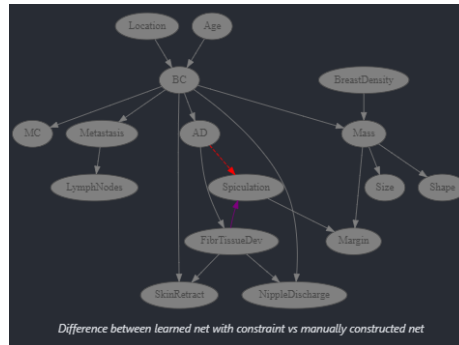 Location Age
BC BreastDensity
MC Metastasis AD Mass
LymphNodes Spiculation Size Shape
FibrTissueDev Margin
SkinRetract NippleDischarge
Difference between learned net with constraint vs manually constructed net